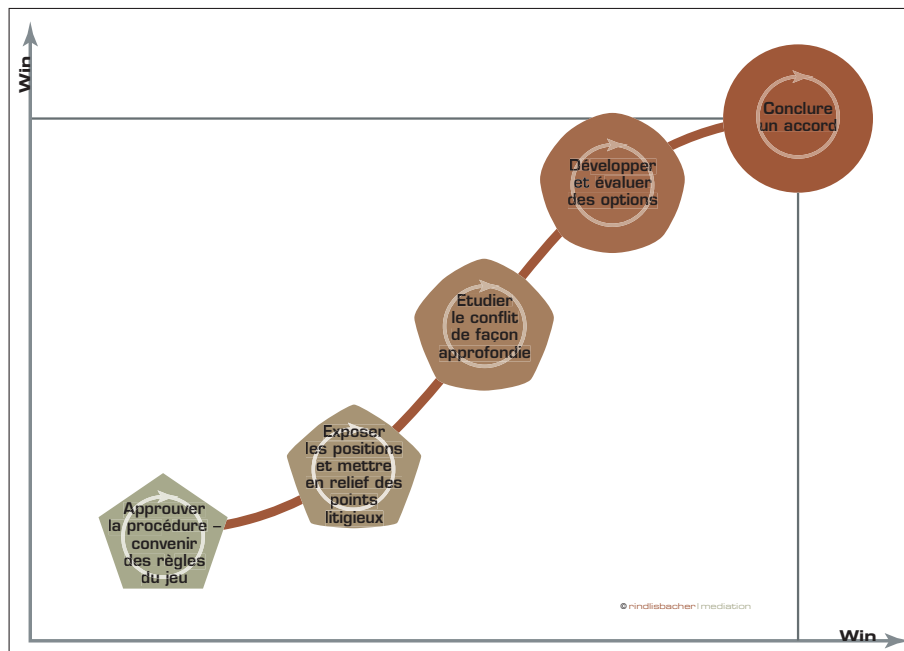 Win
Conclure
un accord
Développer
et évaluer
des options
Etudier
le conflit
de façon
approfondie
Exposer
les positions
et mettre
en relief des
points
litigieux
Approuver
la procédure –
convenir
des règles
du jeu
© rindlisbacher | mediation
Win